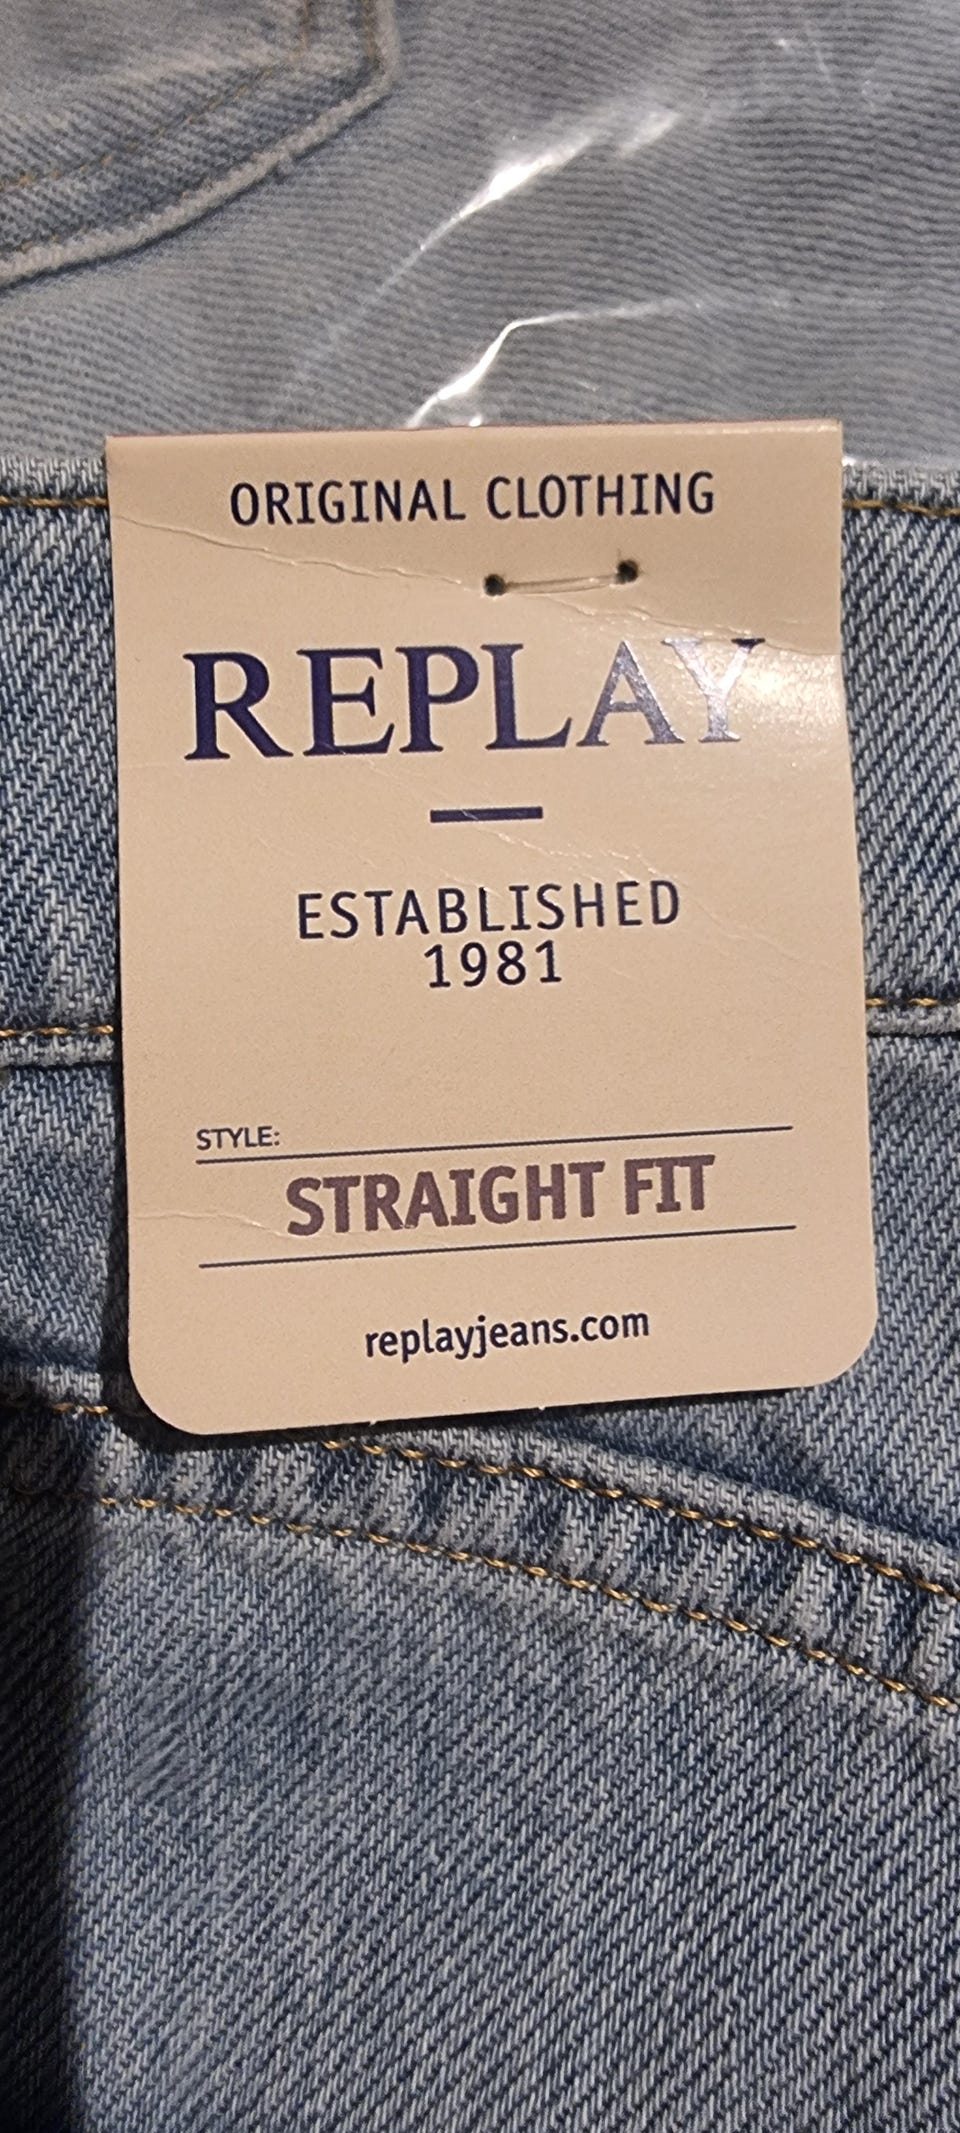 ORIGINAL CLOTHING
REPLAY
ESTABLISHED
1981
STYLE:
STRAIGHT FIT
replayjeans.com